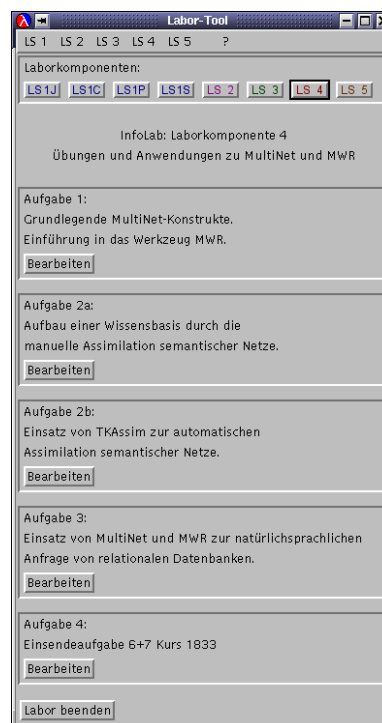 Labor-Tool
LS 1 LS 2 LS 3 LS 4 LS 5 ?
Laborkomponenten:
LS1J LS1C LS1P LS1S LS 2 LS 3 LS 4 LS 5
InfoLab: Laborkomponente 4
Übungen und Anwendungen zu MultiNet und MWR
Aufgabe 1:
Grundlegende MultiNet-Konstrukte.
Einführung in das Werkzeug MWR.
Bearbeiten
Aufgabe 2a:
Aufbau einer Wissensbasis durch die
manuelle Assimilation semantischer Netze.
Bearbeiten
Aufgabe 2b:
Einsatz von TKAssim zur automatischen
Assimilation semantischer Netze.
Bearbeiten
Aufgabe 3:
Einsatz von MultiNet und MWR zur natürlichsprachlichen
Anfrage von relationalen Datenbanken.
Bearbeiten
Aufgabe 4:
Einsendeaufgabe 6+7 Kurs 1833
Bearbeiten
Labor beenden